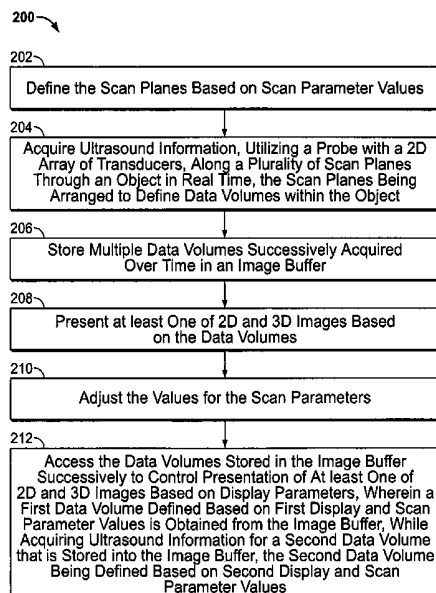 200
202
Define the Scan Planes Based on Scan Parameter Values
204
Acquire Ultrasound Information, Utilizing a Probe with a 2D
Array of Transducers, Along a Plurality of Scan Planes
Through an Object in Real Time, the Scan Planes Being
Arranged to Define Data Volumes within the Object
206
Store Multiple Data Volumes Successively Acquired
Over Time in an Image Buffer
208
Present at least One of 2D and 3D Images Based
on the Data Volumes
210
Adjust the Values for the Scan Parameters
212
Access the Data Volumes Stored in the Image Buffer
Successively to Control Presentation of At least One of
2D and 3D Images Based on Display Parameters, Wherein a
First Data Volume Defined Based on First Display and Scan
Parameter Values is Obtained from the Image Buffer, While
Acquiring Ultrasound Information for a Second Data Volume
that is Stored into the Image Buffer, the Second Data Volume
Being Defined Based on Second Display and Scan
Parameter Values